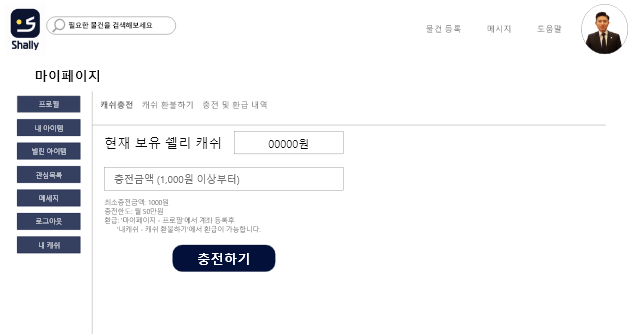 Shally
필요한 물건을 검색해보세요
물건 등록 메시지 도움말
마이페이지
프로필
내 아이템
빌린 아이템
관심목록
메세지
로그아웃
내 캐쉬
캐쉬충전 캐쉬 환불하기 충전 및 환급 내역
현재 보유 쉘리 캐쉬 00000원
충전금액 (1,000원 이상부터)
최소충전금액: 1000원
충전한도: 월 50만원
환급: '마이페이지 - 프로필'에서 계좌 등록후
'내캐쉬 - 캐쉬 환불하기'에서 환급이 가능합니다.
충전하기